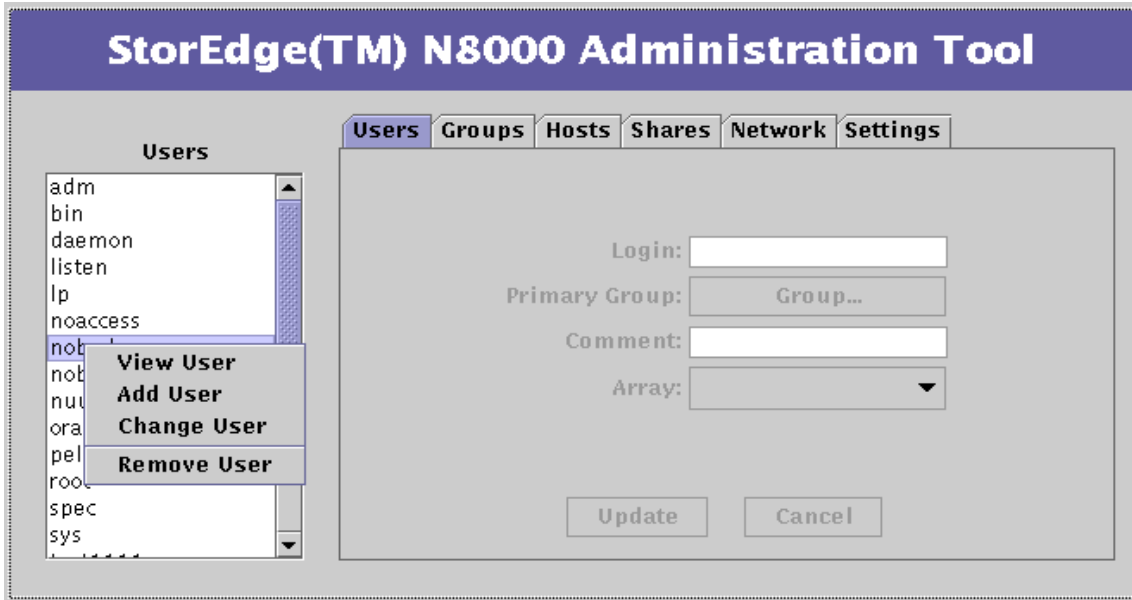 StorEdge(TM) N8000 Administration Tool
Users Groups Hosts Shares Network Settings
Users
adm
bin
daemon
listen
lp
noaccess
spec
sys
View User
Add User
Change User
Remove User
Login:
Primary Group: Group...
Comment:
Array:
Update Cancel